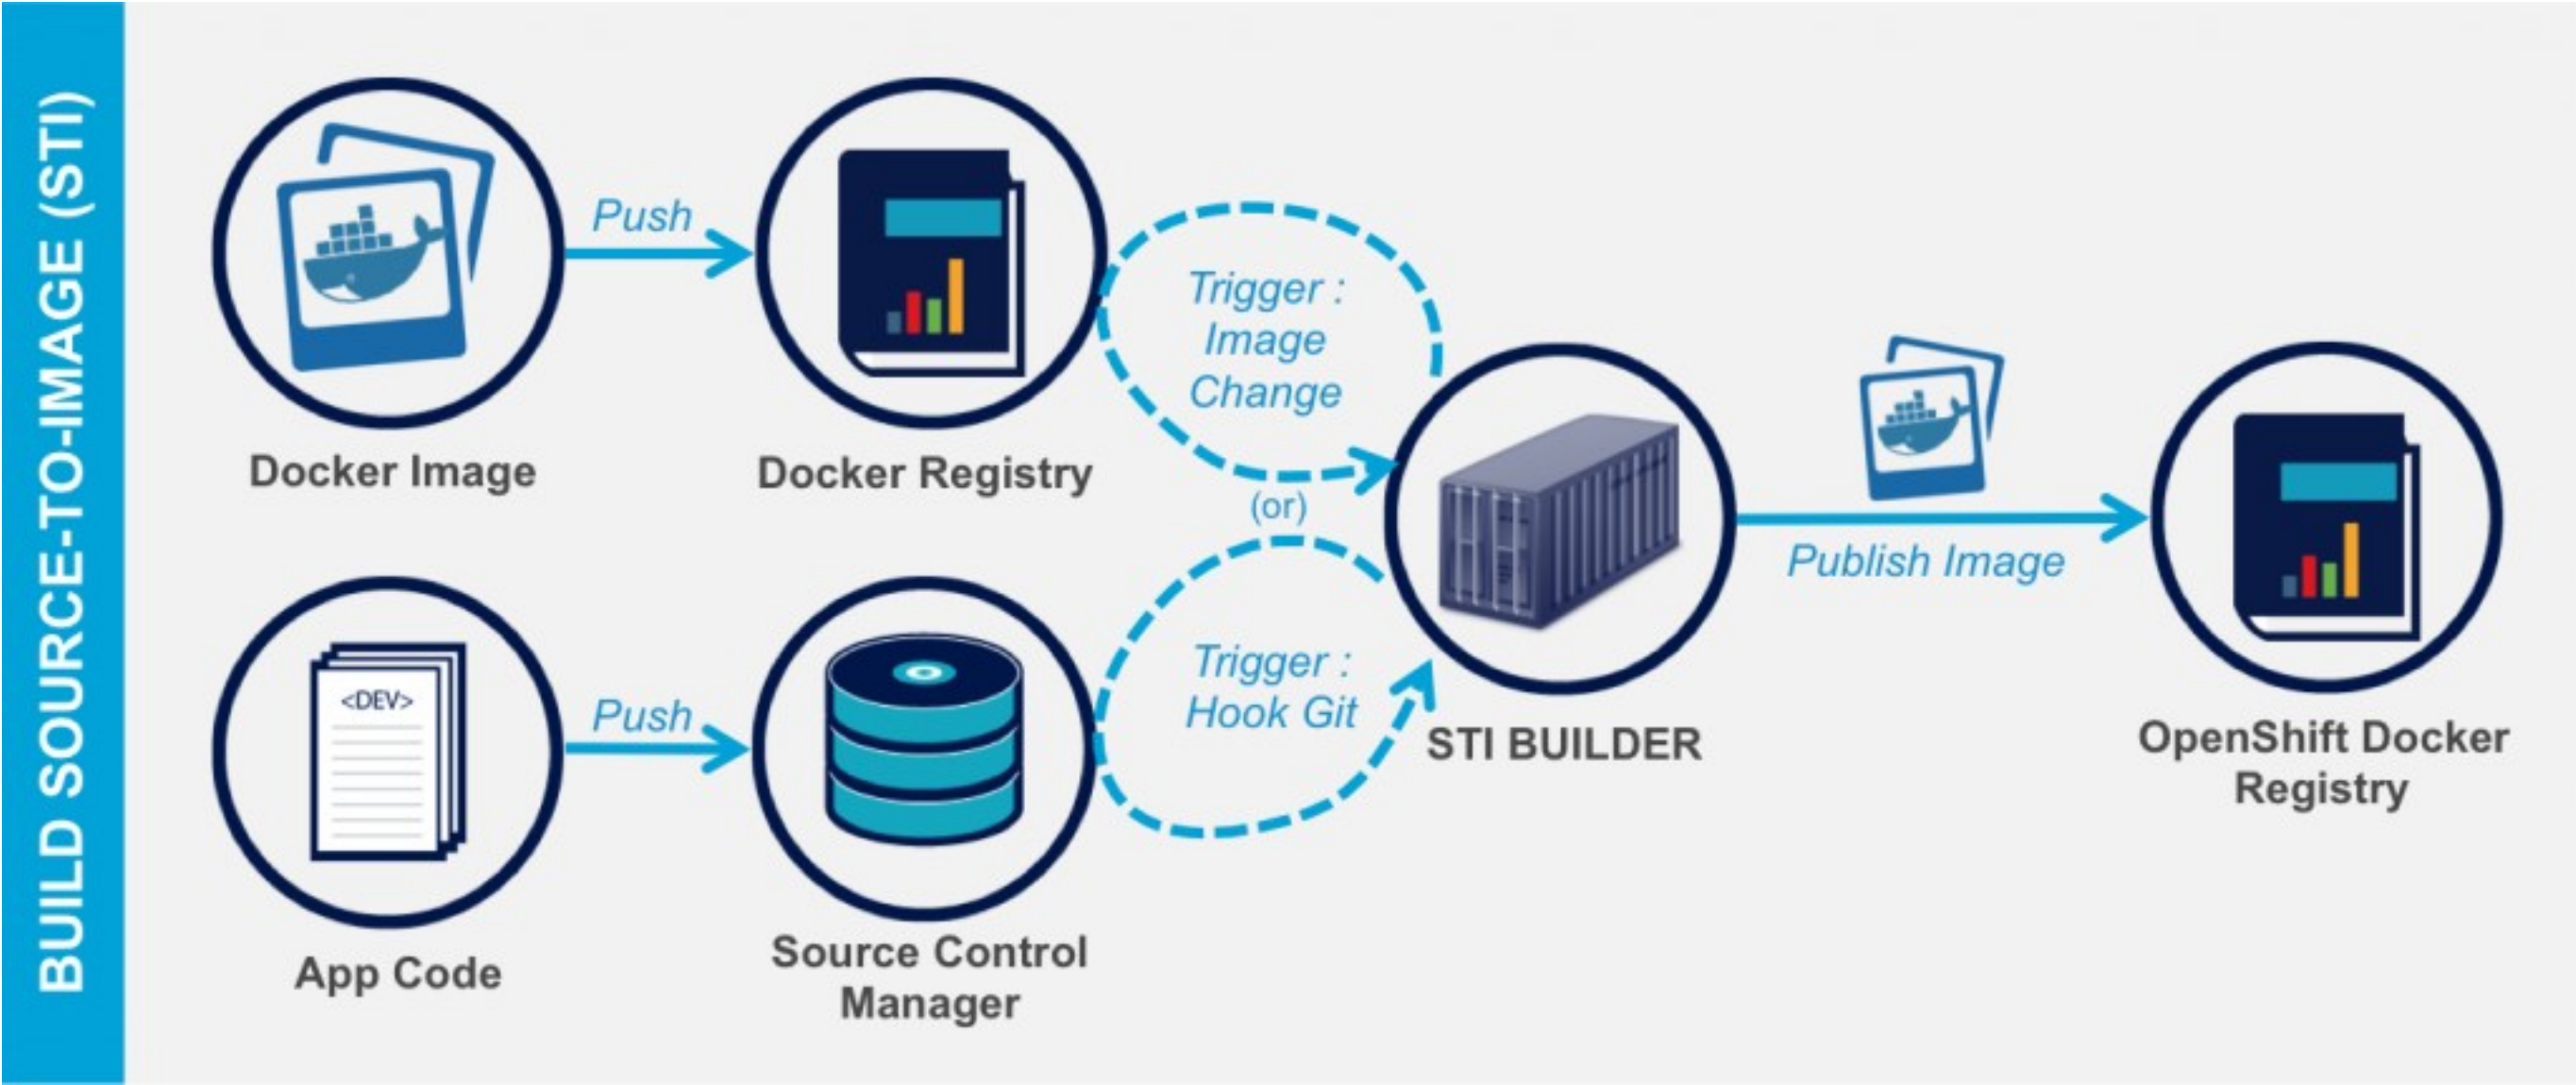 BUILD SOURCE-TO-IMAGE (STI)
Push
Docker Image
Docker Registry
Trigger :
Image
Change
(or)
<DEV>
Push
App Code
Source Control
Manager
Trigger :
Hook Git
STI BUILDER
Publish Image
OpenShift Docker
Registry